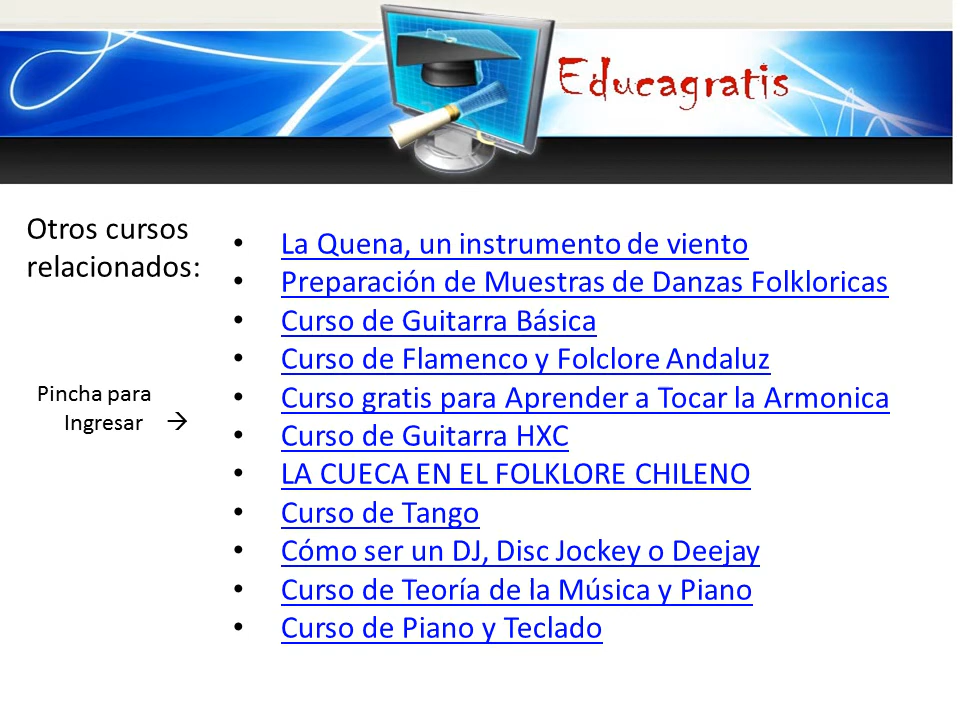 Educagratis
Otros cursos
relacionados:
Pincha para
Ingresar →
• La Quena, un instrumento de viento
• Preparación de Muestras de Danzas Folkloricas
• Curso de Guitarra Básica
• Curso de Flamenco y Folclore Andaluz
• Curso gratis para Aprender a Tocar la Armonica
• Curso de Guitarra HXC
• LA CUECA EN EL FOLKLORE CHILENO
• Curso de Tango
• Cómo ser un DJ, Disc Jockey o Deejay
• Curso de Teoría de la Música y Piano
• Curso de Piano y Teclado